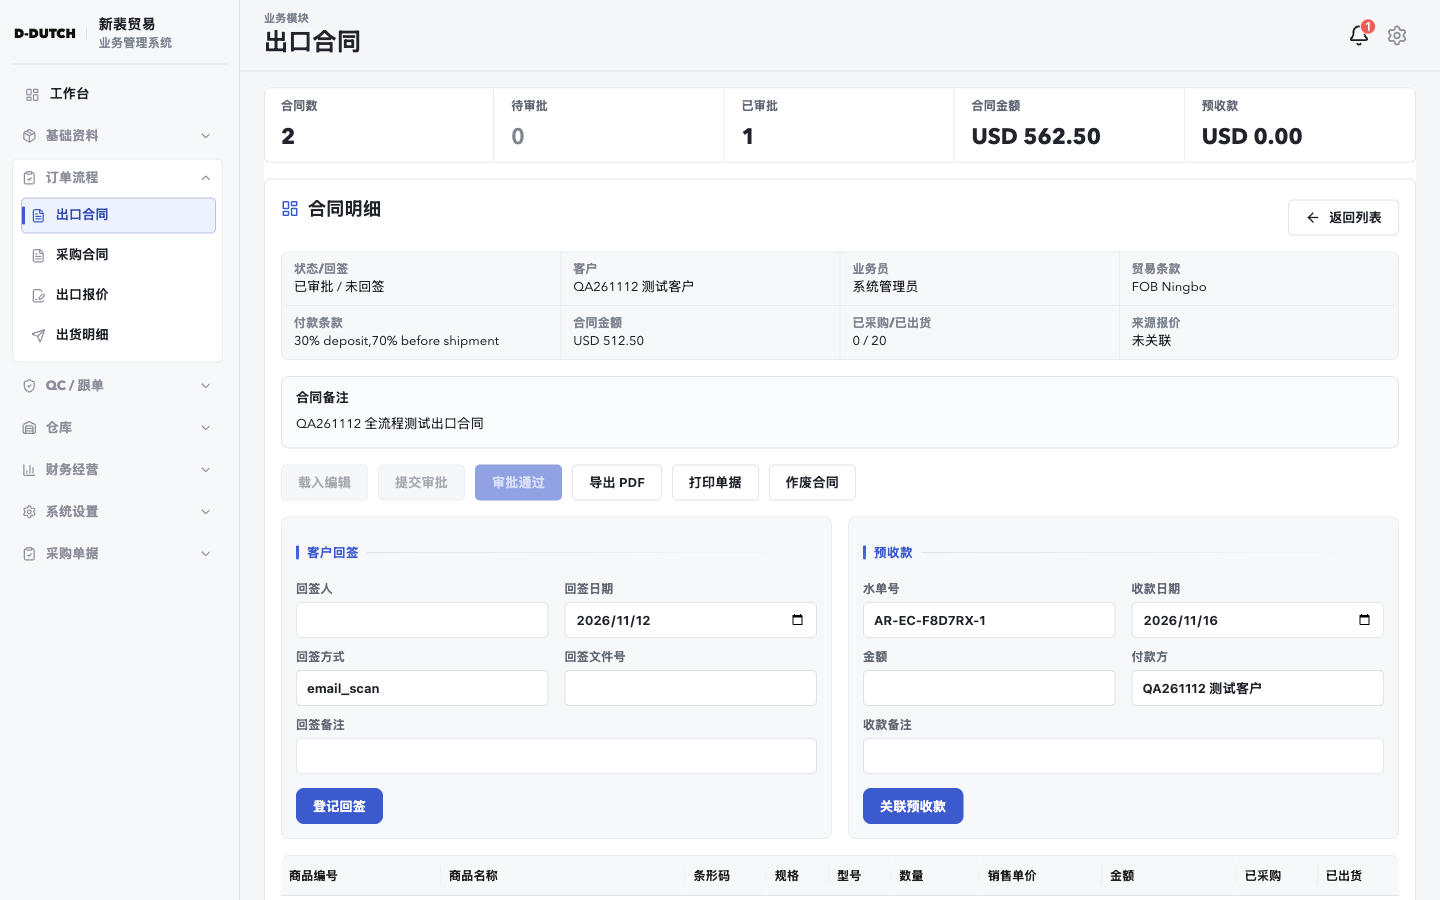 D-DUTCH
新裴贸易
业务管理系统
工作台
基础资料
订单流程
出口合同
采购合同
出口报价
出货明细
QC / 跟单
仓库
财务经营
系统设置
采购单据
业务模块
出口合同
1
合同数
2
待审批
0
已审批
1
合同金额
USD 562.50
预收款
USD 0.00
合同明细
返回列表
状态/回签
已审批 / 未回签
客户
QA261112 测试客户
业务员
系统管理员
贸易条款
FOB Ningbo
付款条款
30% deposit,70% before shipment
合同金额
USD 512.50
已采购/已出货
0 / 20
来源报价
未关联
合同备注
QA261112 全流程测试出口合同
载入编辑
提交审批
审批通过
导出 PDF
打印单据
作废合同
客户回签
回签人
回签日期
2026/11/12
回签方式
email_scan
回签文件号
回签备注
登记回签
预收款
水单号
AR-EC-F8D7RX-1
收款日期
2026/11/16
金额
付款方
QA261112 测试客户
收款备注
关联预收款
商品编号 商品名称 条形码 规格 型号 数量 销售单价 金额 已采购 已出货